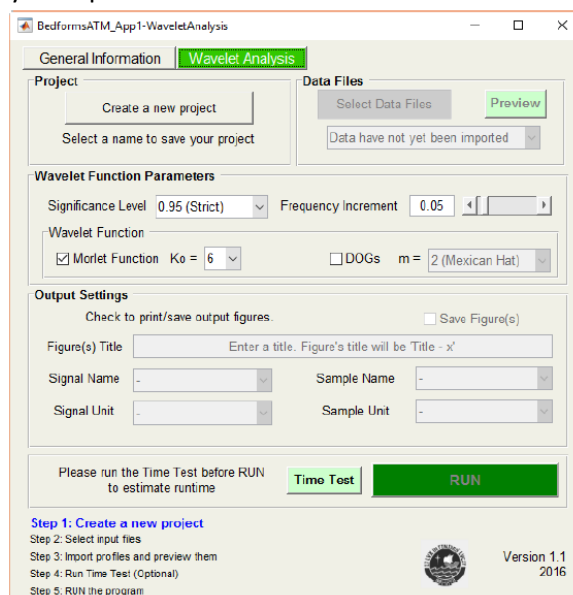 BedformsATM_App1-WaveletAnalysis
General Information Wavelet Analysis
Project
Create a new project
Select a name to save your project
Data Files
Select Data Files Preview
Data have not yet been imported
Wavelet Function Parameters
Significance Level 0.95 (Strict) Frequency Increment 0.05
Wavelet Function
Morlet Function Ko = 6 DOGs m = 2 (Mexican Hat)
Output Settings
Check to print/save output figures. Save Figure(s)
Figure(s) Title Enter a title. Figure's title will be 'Title - x'
Signal Name - Sample Name -
Signal Unit - Sample Unit -
Please run the Time Test before RUN
to estimate runtime
Time Test RUN
Step 1: Create a new project
Step 2: Select input files
Step 3: Import profiles and preview them
Step 4: Run Time Test (Optional)
Step 5: RUN the program
Version 1.1
2016